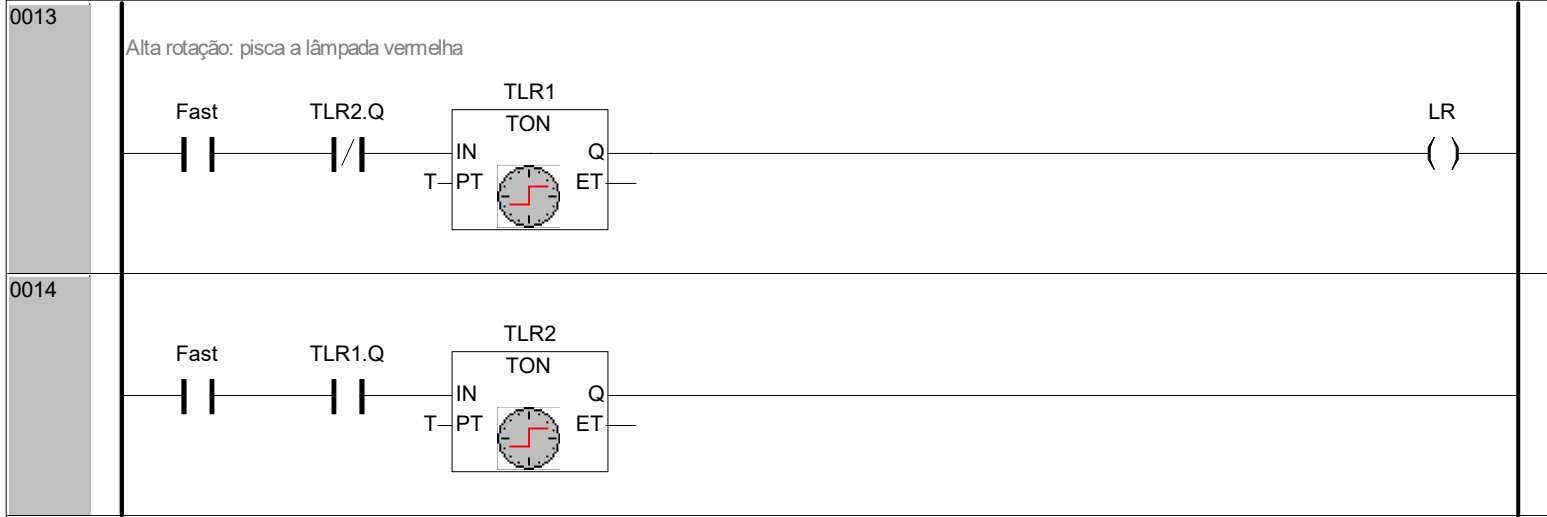 0013
Alta rotação: pisca a lâmpada vermelha
TLR1
Fast TLR2.Q TON LR
IN Q
T PT ET
0014
TLR2
Fast TLR1.Q TON
IN Q
T PT ET